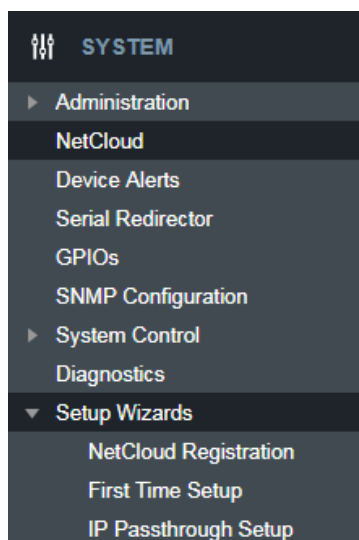 SYSTEM
Administration
NetCloud
Device Alerts
Serial Redirector
GPIOs
SNMP Configuration
System Control
Diagnostics
Setup Wizards
NetCloud Registration
First Time Setup
IP Passthrough Setup